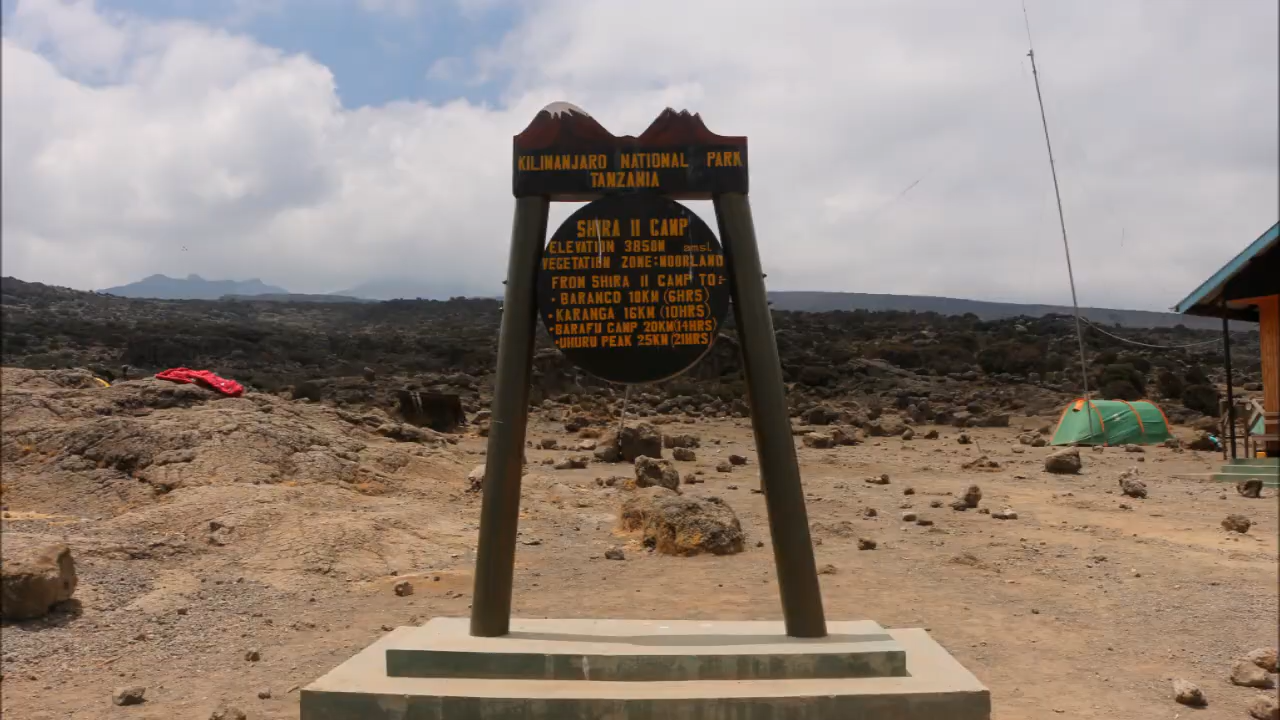 KILIMANJARO NATIONAL PARK
TANZANIA
SHIRA II CAMP
ELEVATION 3850M amsl
VEGETATION ZONE:MOORLAND
FROM SHIRA II CAMP TO:-
• BARANCO 10KM (6HRS)
• KARANGA 16KM (10HRS)
• BARAFU CAMP 20KM(14HRS)
• UHURU PEAK 25KM (21HRS)